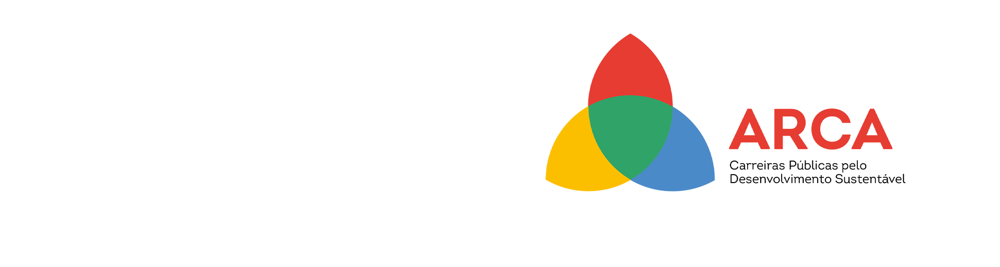 ARCA
Carreiras Públicas pelo
Desenvolvimento Sustentável